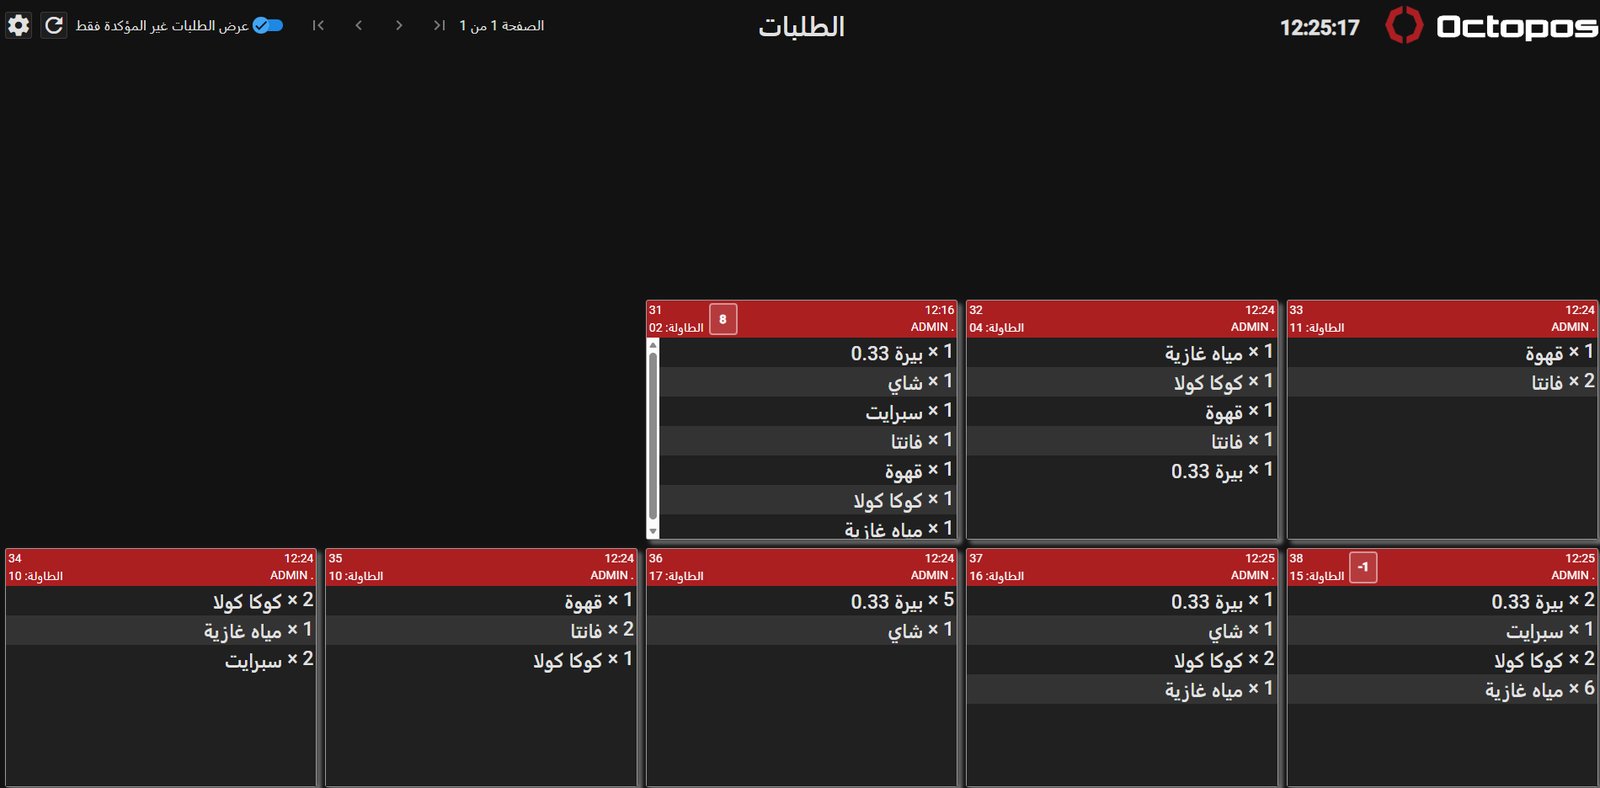 Octopos
12:25:17
الطلبات
الصفحة 1 من 1
عرض الطلبات غير المؤكدة فقط
33
12:24
الطاولة: 11
ADMIN .
1 × قهوة
2 × فانتا
32
12:24
الطاولة: 04
ADMIN .
1 × مياه غازية
1 × كوكا كولا
1 × قهوة
1 × فانتا
1 × بيرة 0.33
31
12:16
الطاولة: 02
8
ADMIN .
1 × بيرة 0.33
1 × شاي
1 × سبرايت
1 × فانتا
1 × قهوة
1 × كوكا كولا
1 × مياه غازية
38
12:25
الطاولة: 15
-1
ADMIN .
2 × بيرة 0.33
1 × سبرايت
2 × كوكا كولا
6 × مياه غازية
37
12:25
الطاولة: 16
ADMIN .
1 × بيرة 0.33
1 × شاي
2 × كوكا كولا
1 × مياه غازية
36
12:24
الطاولة: 17
ADMIN .
5 × بيرة 0.33
1 × شاي
35
12:24
الطاولة: 10
ADMIN .
1 × قهوة
2 × فانتا
1 × كوكا كولا
34
12:24
الطاولة: 10
ADMIN .
2 × كوكا كولا
1 × مياه غازية
2 × سبرايت